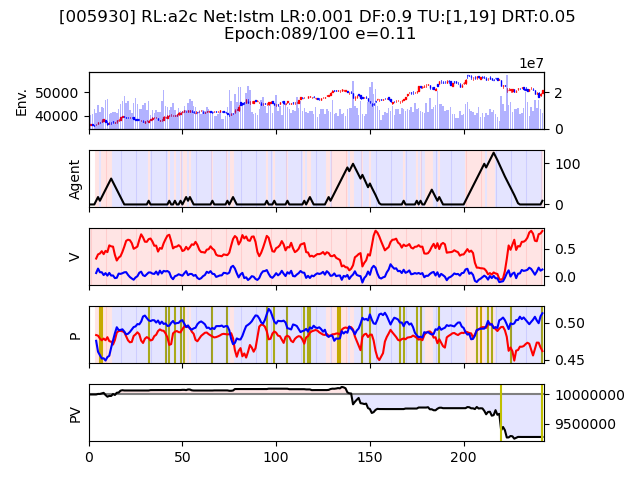 [005930] RL:a2c Net:lstm LR:0.001 DF:0.9 TU:[1,19] DRT:0.05
Epoch:089/100 e=0.11
1e7
Env.
50000
40000
2
0
Agent
100
0
V
0.5
0.0
P
0.50
0.45
PV
10000000
9500000
0
50
100
150
200